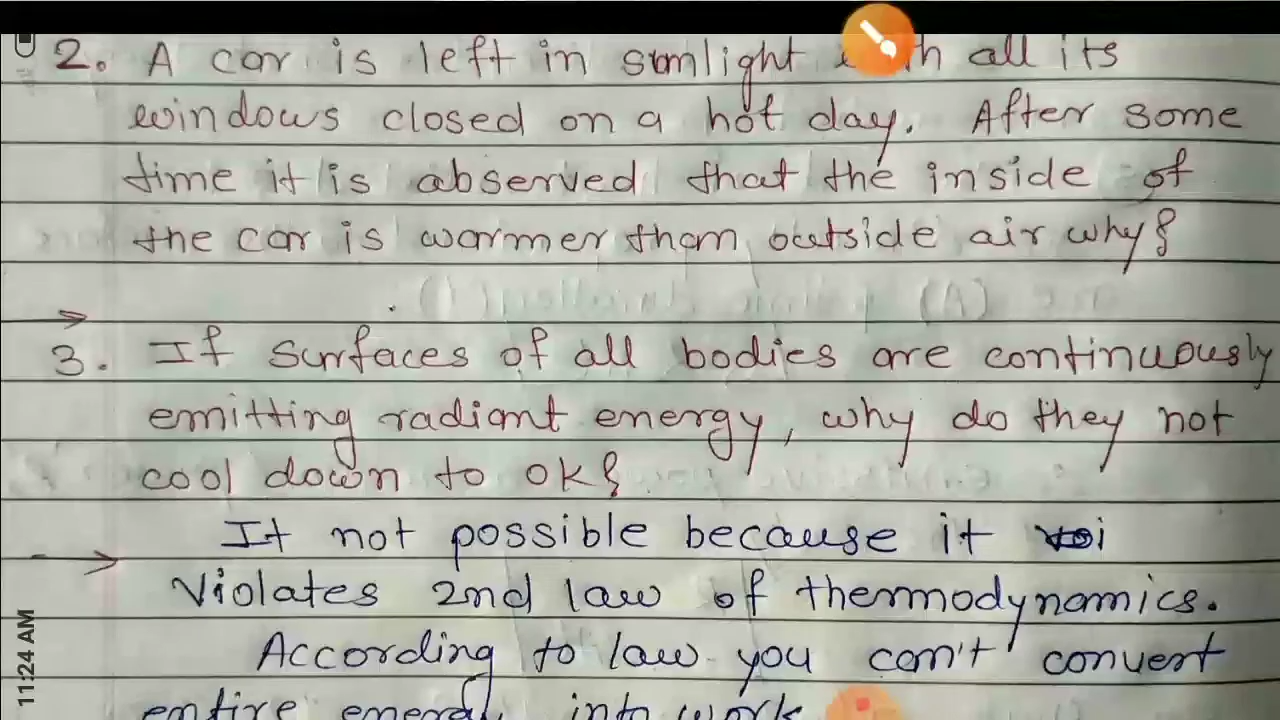 2. A car is left in sunlight h all its
windows closed on a hot day. After some
time it is observed that the inside of
the car is warmer than outside air why?
3. If surfaces of all bodies are continuously
emitting radiant energy, why do they not
cool down to 0K?
It not possible because it
Violates 2nd law of thermodynamics.
According to law you can't convert
entire energy into work
11:24 AM